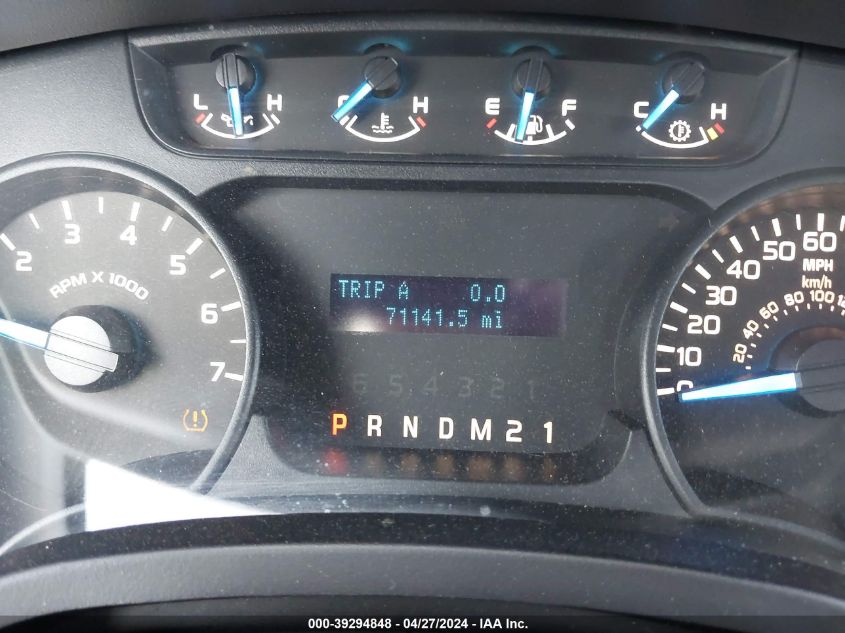 L H C H E F C H
2 3 4 5 6 7
RPM X 1000
0 10 20 30 40 50 60
MPH
km/h
20 40 60 80 100
TRIP A 0.0
71141.5 mi
6 5 4 3 2 1
P R N D M 2 1
000-39294848 - 04/27/2024 - IAA Inc.